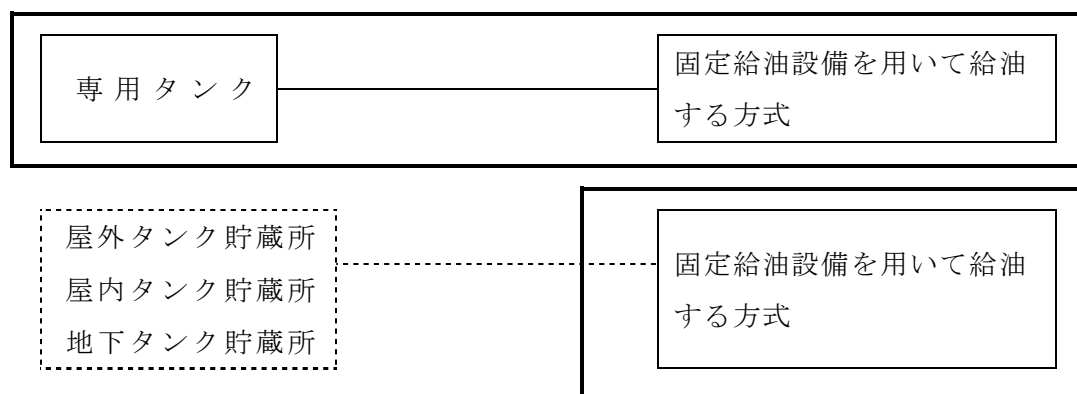 専用タンク
固定給油設備を用いて給油
する方式
屋外タンク貯蔵所
屋内タンク貯蔵所
地下タンク貯蔵所
固定給油設備を用いて給油
する方式